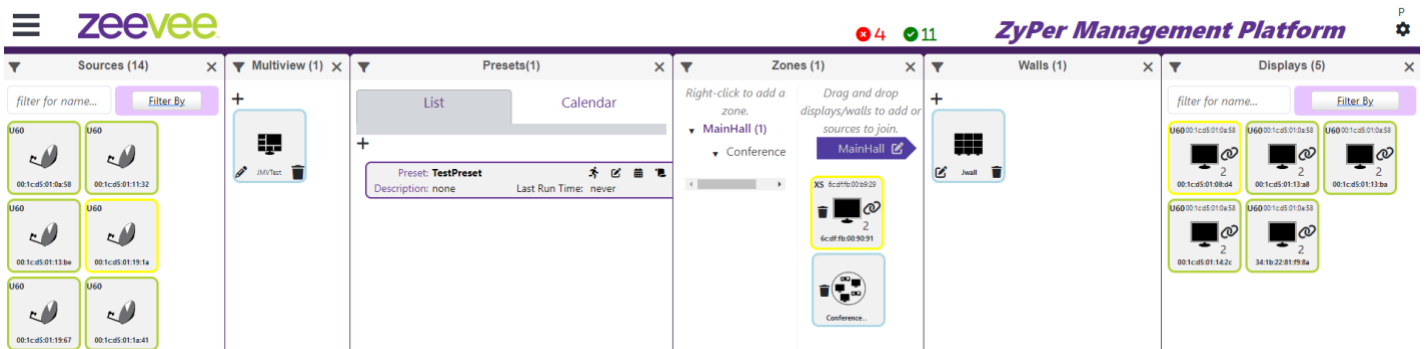 P
zeevee
4 11
ZyPer Management Platform
Sources (14)
filter for name...
Filter By
U60
00:1c:d5:01:0a:58
U60
00:1c:d5:01:11:32
U60
00:1c:d5:01:13:be
U60
00:1c:d5:01:19:1a
U60
00:1c:d5:01:19:67
U60
00:1c:d5:01:1a:41
Multiview (1)
JMVTest
Presets(1)
List
Calendar
Preset: TestPreset
Description: none
Last Run Time: never
Zones (1)
Right-click to add a
zone.
MainHall (1)
Conference
Drag and drop
displays/walls to add or
sources to join.
MainHall
XS 6c:df:fb:00:b9:29
2
6c:df:fb:00:90:91
Conference...
Walls (1)
Jwall
Displays (5)
filter for name...
Filter By
U60 00:1c:d5:01:0a:58
2
00:1c:d5:01:08:d4
U60 00:1c:d5:01:0a:58
2
00:1c:d5:01:13:a8
U60 00:1c:d5:01:0a:58
2
00:1c:d5:01:13:ba
U60 00:1c:d5:01:0a:58
2
00:1c:d5:01:14:2c
U60 00:1c:d5:01:0a:58
2
34:1b:22:81:f9:8a